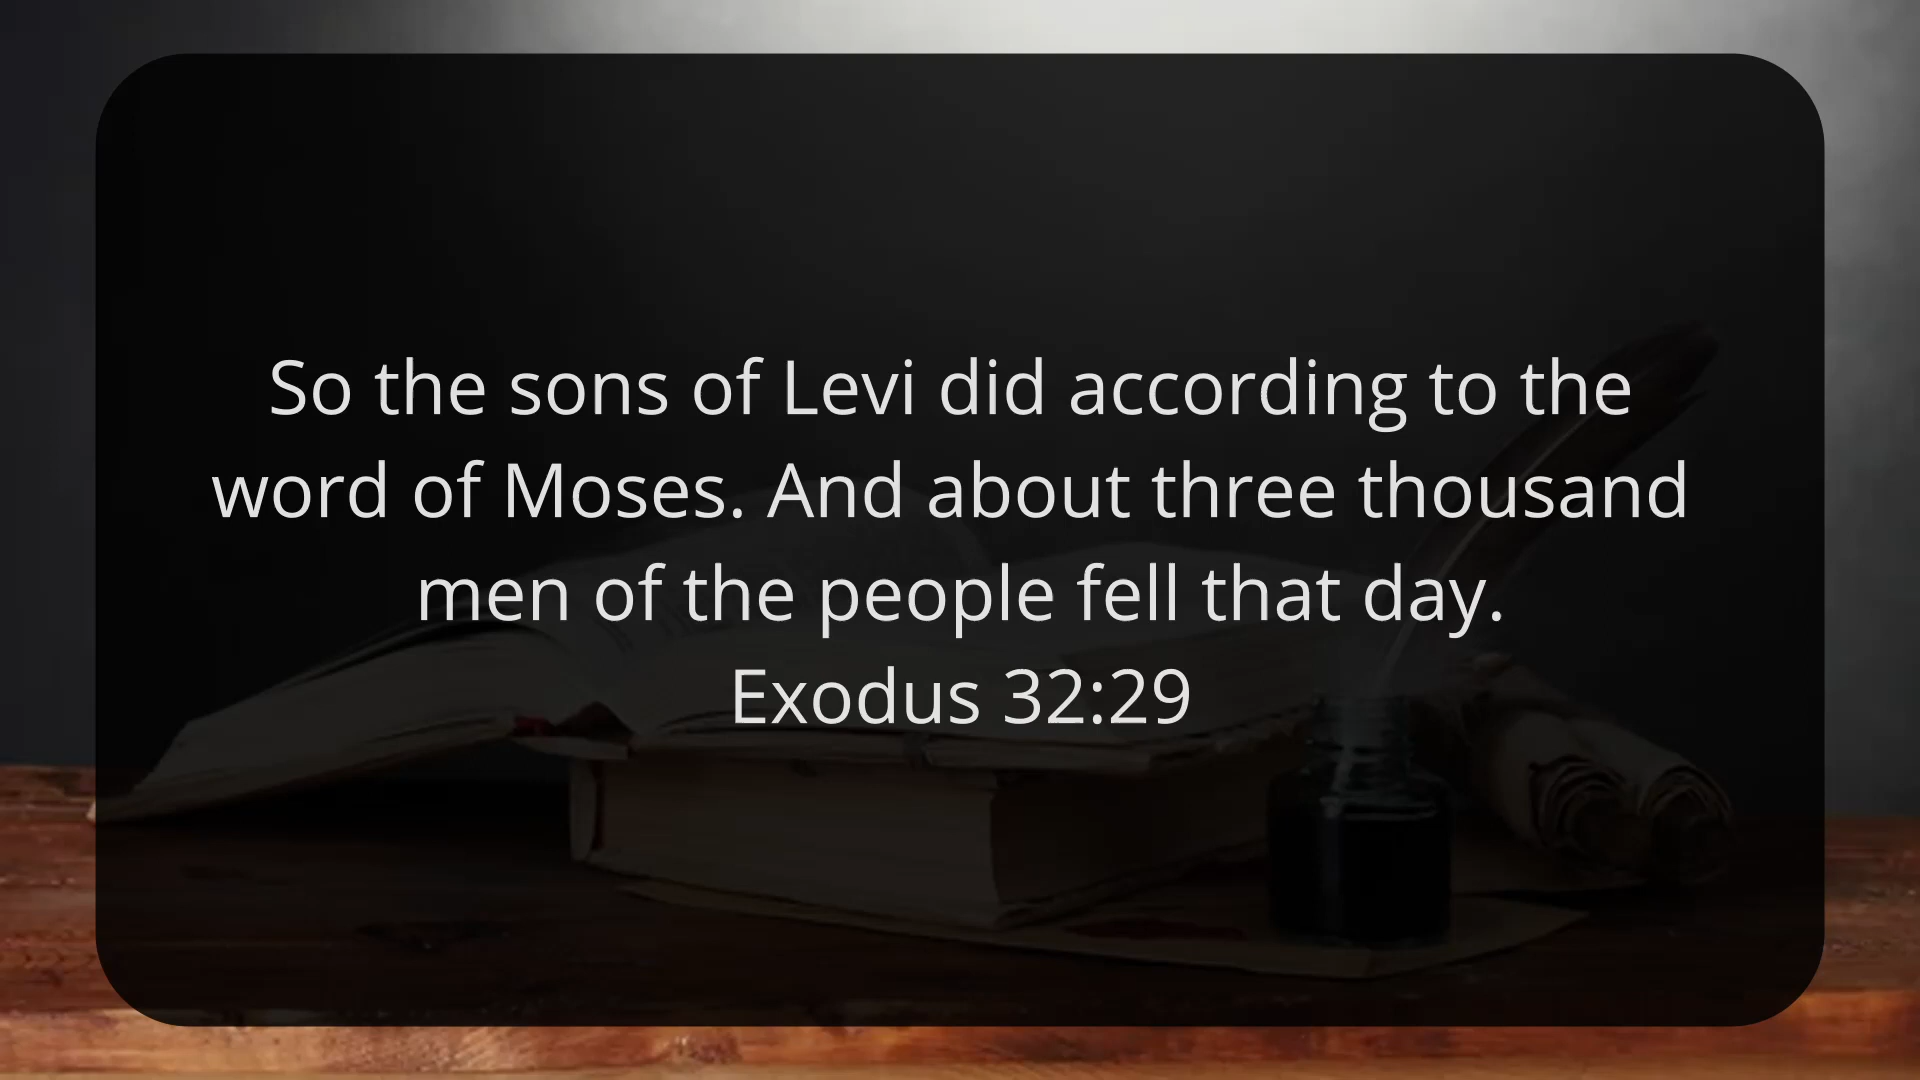 So the sons of Levi did according to the
word of Moses. And about three thousand
men of the people fell that day.
Exodus 32:29